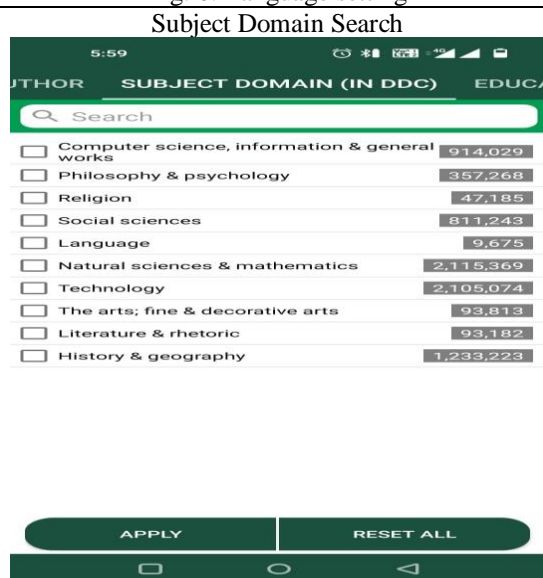 Subject Domain Search
5:59
THOR SUBJECT DOMAIN (IN DDC) EDUCA
Search
Computer science, information & general works 914,029
Philosophy & psychology 357,268
Religion 47,185
Social sciences 811,243
Language 9,675
Natural sciences & mathematics 2,115,369
Technology 2,105,074
The arts; fine & decorative arts 93,813
Literature & rhetoric 93,182
History & geography 1,233,223
APPLY RESET ALL